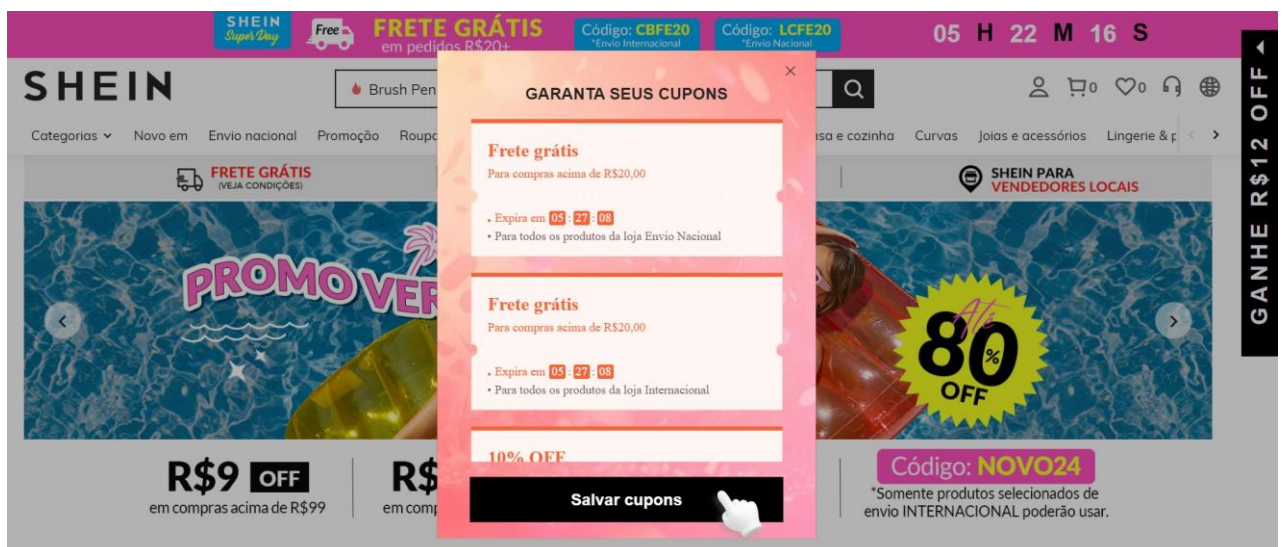 SHEIN
Super Day
Free
FRETE GRÁTIS
em pedidos R$20+
Código: CBFE20
*Envio Internacional
Código: LCFE20
*Envio Nacional
05 H 22 M 16 S
SHEIN
Brush Pen
0
0
Categorias
Novo em
Envio nacional
Promoção
Casa e cozinha
Curvas
Joias e acessórios
FRETE GRÁTIS
(VEJA CONDIÇÕES)
SHEIN PARA
VENDEDORES LOCAIS
GANHE R$12 OFF
GARANTA SEUS CUPONS
Frete grátis
Para compras acima de R$20,00
• Expira em 05 : 27 : 08
• Para todos os produtos da loja Envio Nacional
Frete grátis
Para compras acima de R$20,00
• Expira em 05 : 27 : 08
• Para todos os produtos da loja Internacional
10% OFF
Salvar cupons
PROMO VER
Até
80%
OFF
R$9 OFF
em compras acima de R$99
R$
em comp
Código: NOVO24
*Somente produtos selecionados de
envio INTERNACIONAL poderão usar.